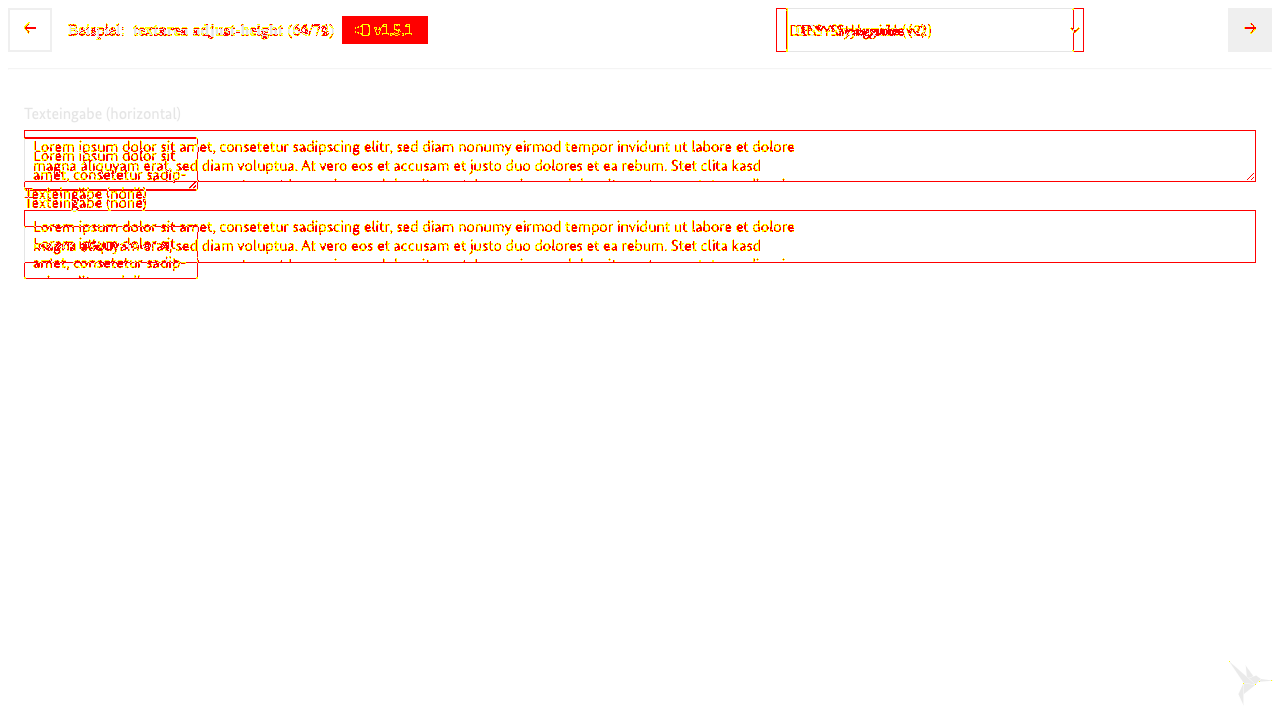 Beispiel: textarea adjust-height
v1.5.1
Texteingabe (horizontal)
Lorem ipsum dolor sit amet, consetetur sadipscing elitr, sed diam nonumy eirmod tempor invidunt ut labore et dolore
Lorem ipsum dolor sit
magna aliquyam erat, sed diam voluptua. At vero eos et accusam et justo duo dolores et ea rebum. Stet clita kasd
amet, consetetur sadip-
Texteingabe (none)
Texteingabe (none)
Lorem ipsum dolor sit amet, consetetur sadipscing elitr, sed diam nonumy eirmod tempor invidunt ut labore et dolore
Lorem ipsum dolor sit
magna aliquyam erat, sed diam voluptua. At vero eos et accusam et justo duo dolores et ea rebum. Stet clita kasd
amet, consetetur sadip-